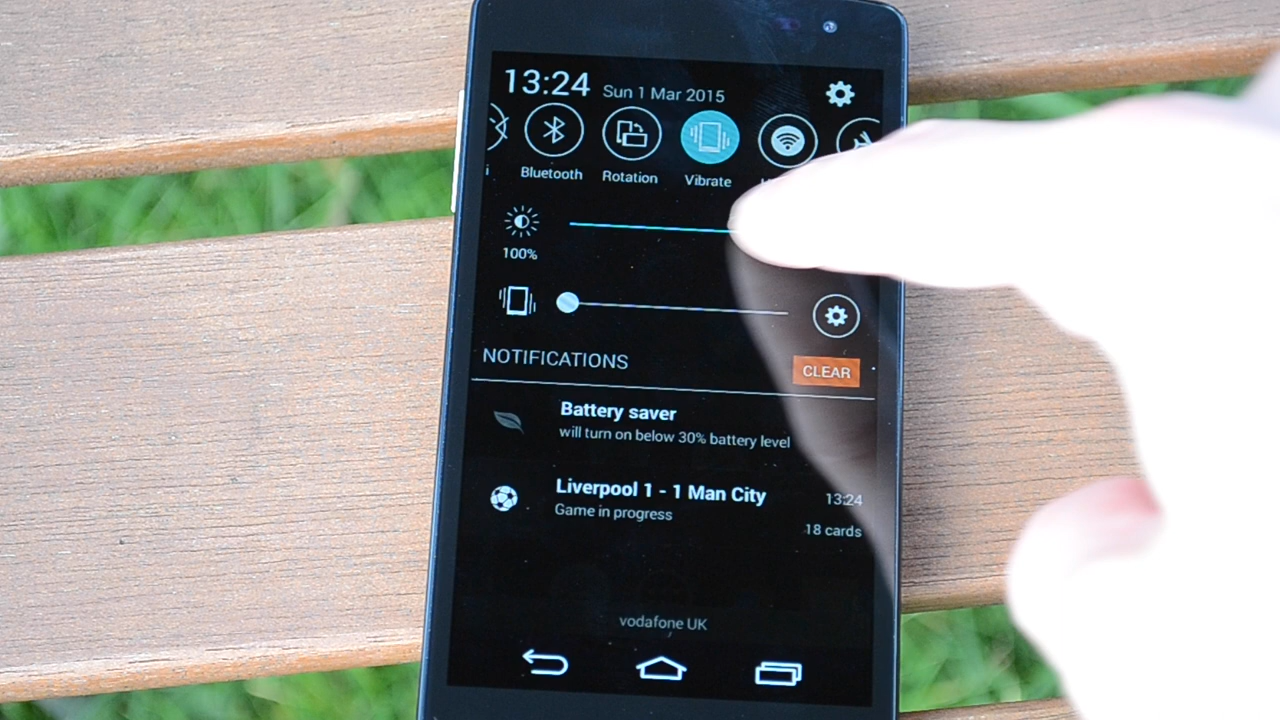 13:24 Sun 1 Mar 2015
Bluetooth Rotation Vibrate
100%
NOTIFICATIONS CLEAR
Battery saver
will turn on below 30% battery level
Liverpool 1 - 1 Man City 13:24
Game in progress
18 cards
vodafone UK